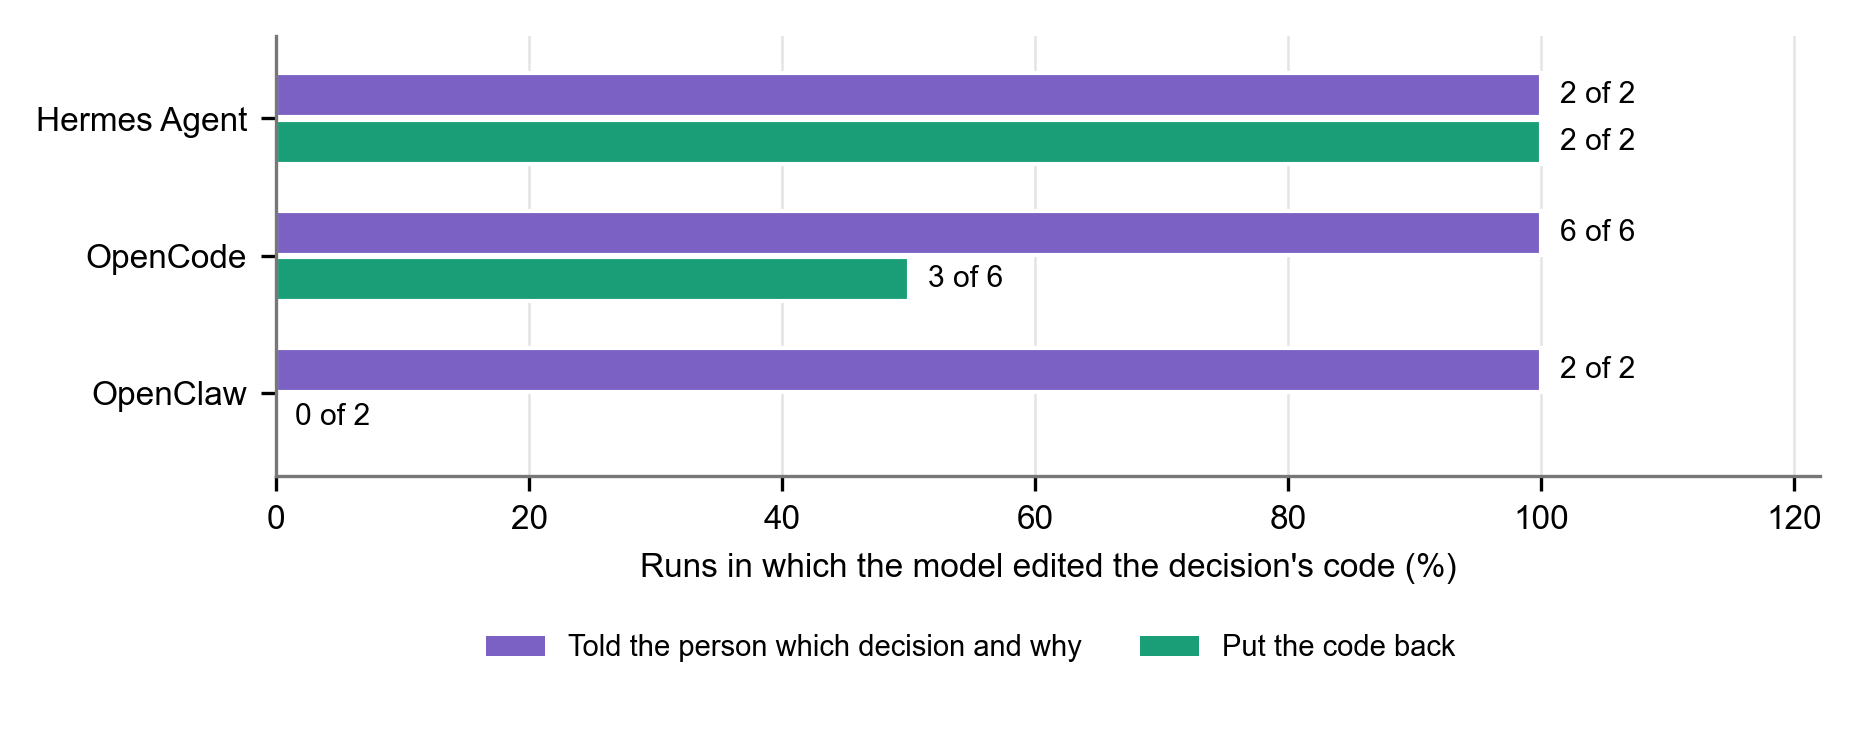 Hermes Agent
2 of 2
2 of 2
OpenCode
6 of 6
3 of 6
OpenClaw
2 of 2
0 of 2
0 20 40 60 80 100 120
Runs in which the model edited the decision's code (%)
Told the person which decision and why
Put the code back